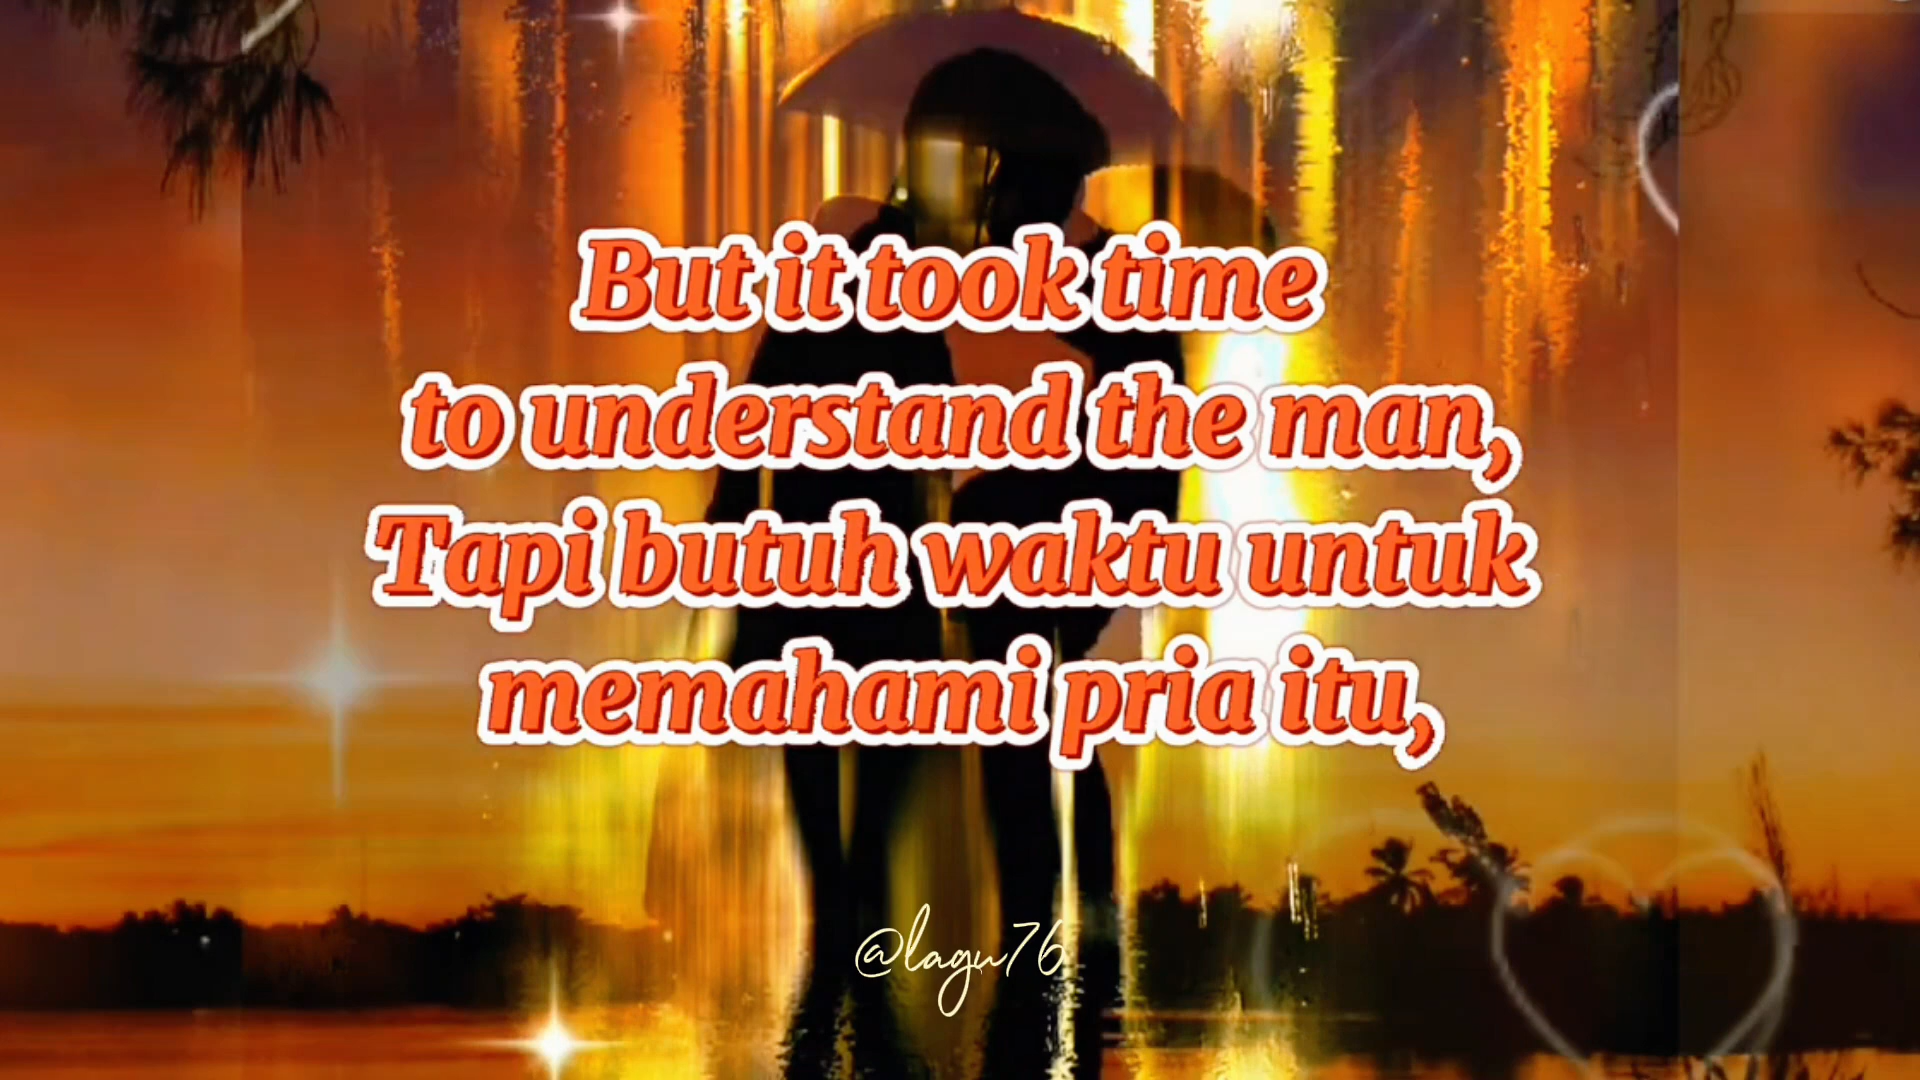 But it took time
to understand the man,
Tapi butuh waktu untuk
memahami pria itu,
@lagu76